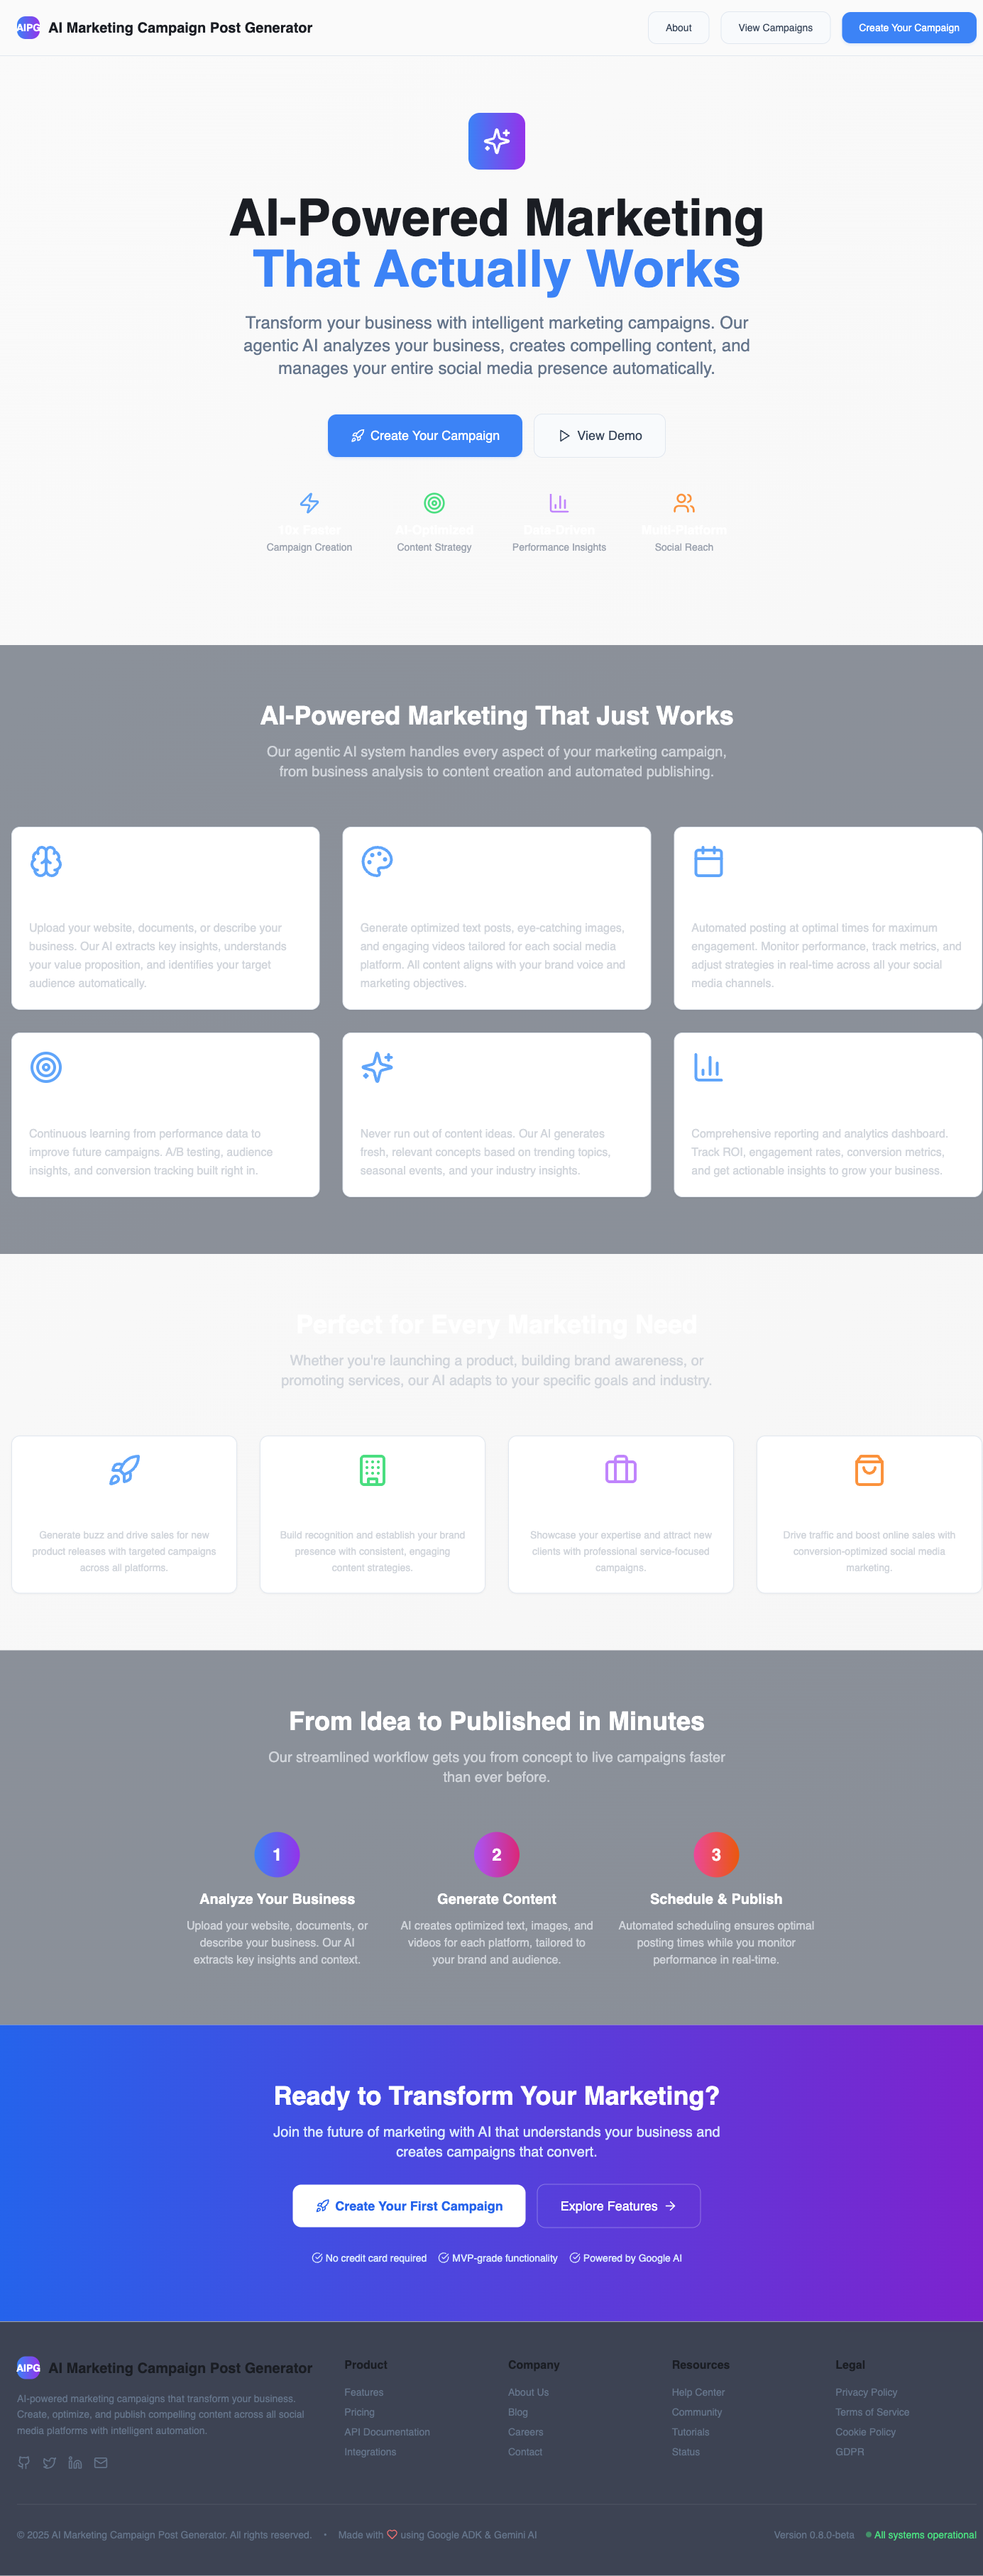 AIPG AI Marketing Campaign Post Generator
About
View Campaigns
Create Your Campaign
AI-Powered Marketing
That Actually Works
Transform your business with intelligent marketing campaigns. Our
agentic AI analyzes your business, creates compelling content, and
manages your entire social media presence automatically.
Create Your Campaign
View Demo
10x Faster
Campaign Creation
AI-Optimized
Content Strategy
Data-Driven
Performance Insights
Multi-Platform
Social Reach
AI-Powered Marketing That Just Works
Our agentic AI system handles every aspect of your marketing campaign,
from business analysis to content creation and automated publishing.
Upload your website, documents, or describe your
business. Our AI extracts key insights, understands
your value proposition, and identifies your target
audience automatically.
Generate optimized text posts, eye-catching images,
and engaging videos tailored for each social media
platform. All content aligns with your brand voice and
marketing objectives.
Automated posting at optimal times for maximum
engagement. Monitor performance, track metrics, and
adjust strategies in real-time across all your social
media channels.
Continuous learning from performance data to
improve future campaigns. A/B testing, audience
insights, and conversion tracking built right in.
Never run out of content ideas. Our AI generates
fresh, relevant concepts based on trending topics,
seasonal events, and your industry insights.
Comprehensive reporting and analytics dashboard.
Track ROI, engagement rates, conversion metrics,
and get actionable insights to grow your business.
Perfect for Every Marketing Need
Whether you're launching a product, building brand awareness, or
promoting services, our AI adapts to your specific goals and industry.
Generate buzz and drive sales for new
product releases with targeted campaigns
across all platforms.
Build recognition and establish your brand
presence with consistent, engaging
content strategies.
Showcase your expertise and attract new
clients with professional service-focused
campaigns.
Drive traffic and boost online sales with
conversion-optimized social media
marketing.
From Idea to Published in Minutes
Our streamlined workflow gets you from concept to live campaigns faster
than ever before.
1
Analyze Your Business
Upload your website, documents, or
describe your business. Our AI
extracts key insights and context.
2
Generate Content
AI creates optimized text, images, and
videos for each platform, tailored to
your brand and audience.
3
Schedule & Publish
Automated scheduling ensures optimal
posting times while you monitor
performance in real-time.
Ready to Transform Your Marketing?
Join the future of marketing with AI that understands your business and
creates campaigns that convert.
Create Your First Campaign
Explore Features
No credit card required
MVP-grade functionality
Powered by Google AI
AIPG AI Marketing Campaign Post Generator
AI-powered marketing campaigns that transform your business.
Create, optimize, and publish compelling content across all social
media platforms with intelligent automation.
Product
Features
Pricing
API Documentation
Integrations
Company
About Us
Blog
Careers
Contact
Resources
Help Center
Community
Tutorials
Status
Legal
Privacy Policy
Terms of Service
Cookie Policy
GDPR
© 2025 AI Marketing Campaign Post Generator. All rights reserved. • Made with ♡ using Google ADK & Gemini AI
Version 0.8.0-beta
All systems operational